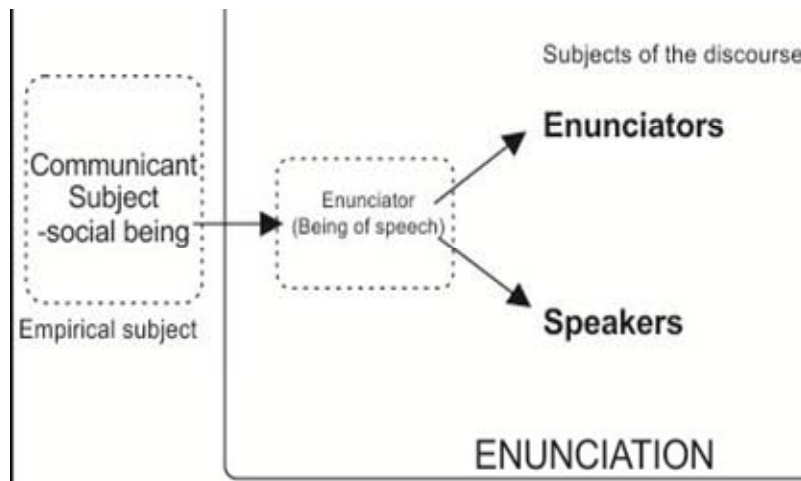 Subjects of the discourse
Enunciators
Communicant
Subject
-social being
Enunciator
(Being of speech)
Empirical subject
Speakers
ENUNCIATION